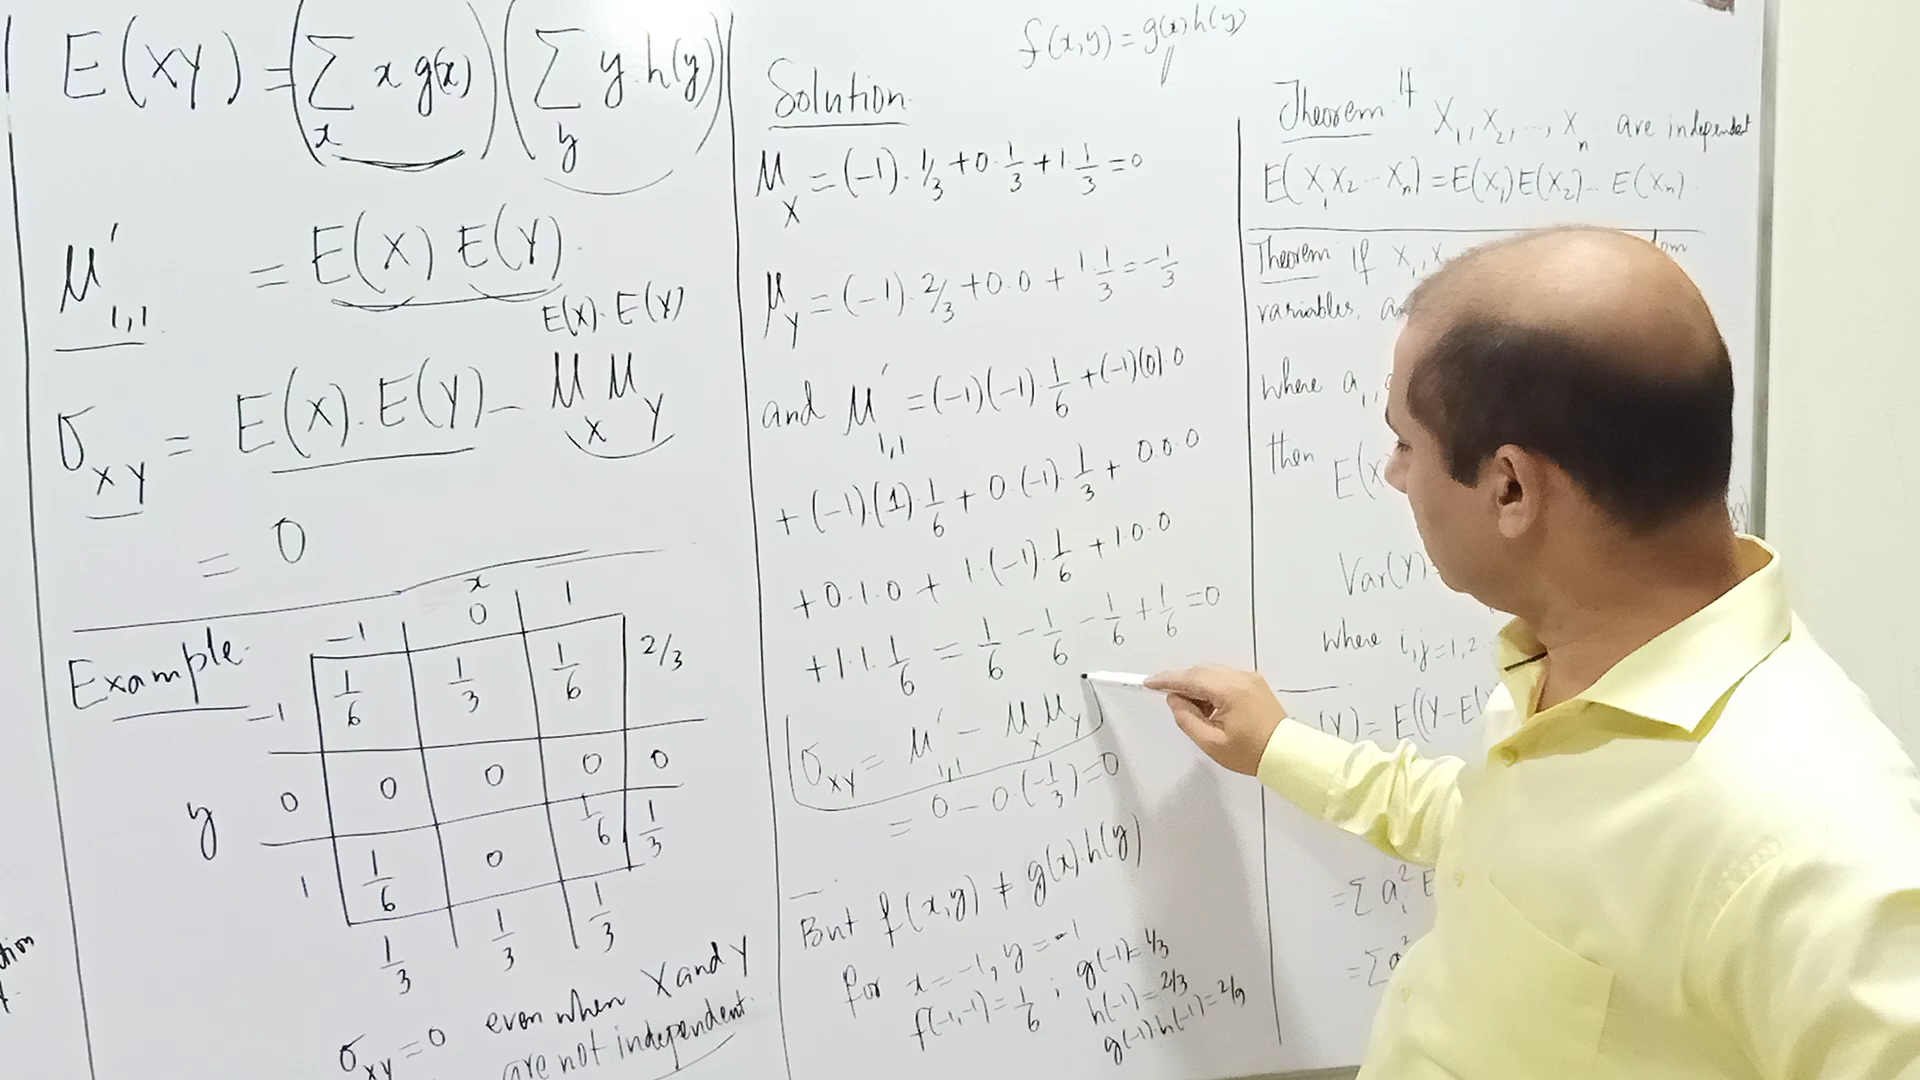 E(XY) = (∑x x g(x)) (∑y y.h(y))
μ'1,1 = E(X) E(Y).
E(X). E(Y)
σXY = E(X). E(Y) - μX μY
= 0
Example.
x
-1 0 1
-1 1/6 1/3 1/6 2/3
y 0 0 0 0 0
1 1/6 0 1/6 1/3
1/3 1/3 1/3
σXY = 0 even when X and Y
are not independent.
f(x,y) = g(x).h(y)
Solution.
μX = (-1).1/3 + 0.1/3 + 1.1/3 = 0
μY = (-1).2/3 + 0.0 + 1.1/3 = -1/3
and μ'1,1 = (-1)(-1).1/6 + (-1)(0).0
+ (-1)(1).1/6 + 0.(-1).1/3 + 0.0.0
+ 0.1.0 + 1.(-1).1/6 + 1.0.0
+ 1.1.1/6 = 1/6 - 1/6 - 1/6 + 1/6 = 0
σXY = μ'1,1 - μX μY
= 0 - 0.(-1/3) = 0
But f(x,y) ≠ g(x).h(y)
for x = -1, y = -1
f(-1,-1) = 1/6 ; g(-1) = 1/3
h(-1) = 2/3
g(-1).h(-1) = 2/9
Theorem 4 X1, X2, ..., Xn are independent
E(X1 X2 ... Xn) = E(X1) E(X2) ... E(Xn).
Theorem If X1, X
variables,
where a1,
then E(X
Var(Y) =
where i,j = 1,2
(Y) = E((Y-E(
= ∑ ai² E
= ∑ a²